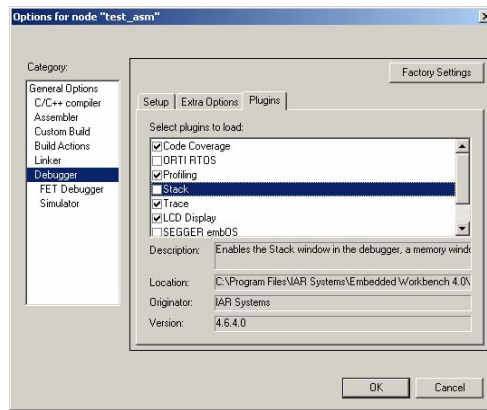 Options for node "test_asm"
Category:
General Options
C/C++ compiler
Assembler
Custom Build
Build Actions
Linker
Debugger
FET Debugger
Simulator
Factory Settings
Setup Extra Options Plugins
Select plugins to load:
Code Coverage
ORTI RTOS
Profiling
Stack
Trace
LCD Display
SEGGER embOS
Description: Enables the Stack window in the debugger, a memory windo
Location: C:\Program Files\IAR Systems\Embedded Workbench 4.0\
Originator: IAR Systems
Version: 4.6.4.0
OK Cancel